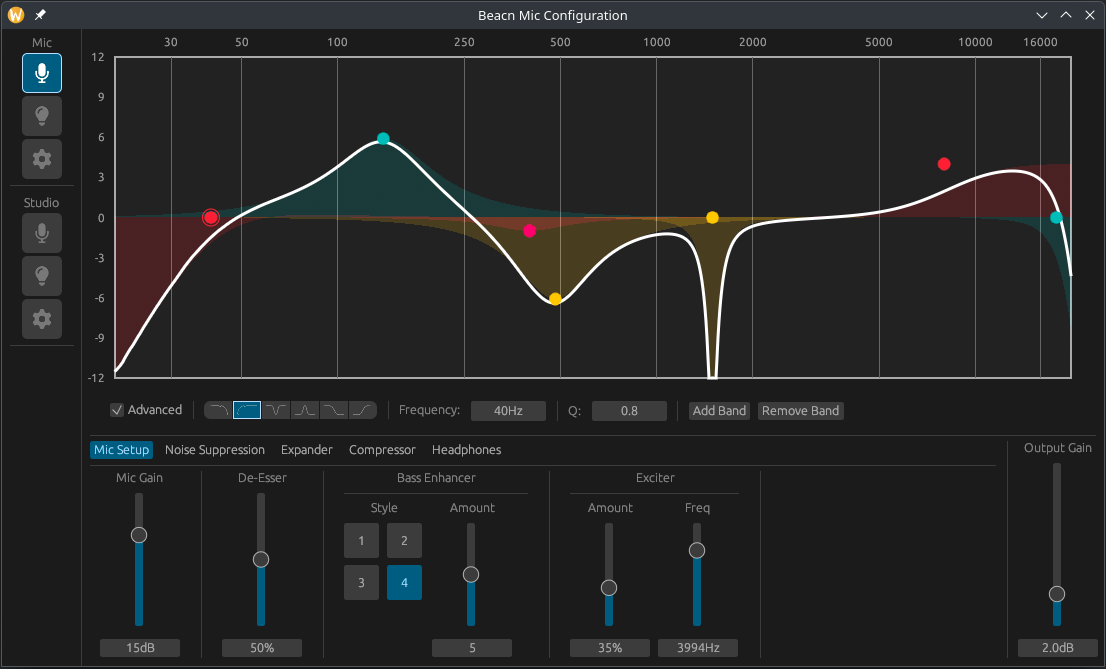 W
Beacn Mic Configuration
Mic
Studio
30 50 100 250 500 1000 2000 5000 10000 16000
12
9
6
3
0
-3
-6
-9
-12
Advanced Frequency: 40Hz Q: 0.8 Add Band Remove Band
Mic Setup Noise Suppression Expander Compressor Headphones
Output Gain
Mic Gain De-Esser Bass Enhancer Exciter
Style Amount Amount Freq
1 2
3 4
15dB 50% 5 35% 3994Hz 2.0dB